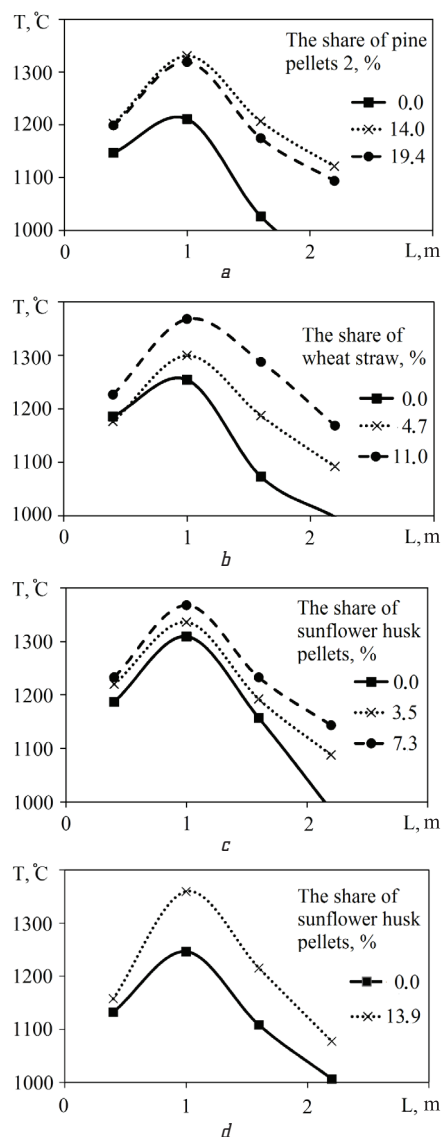 T, °C
1300
1200
1100
1000
The share of pine
pellets 2, %
0.0
14.0
19.4
0
1
2
L, m
a
T, °C
1300
1200
1100
1000
The share of
wheat straw, %
0.0
4.7
11.0
0
1
2
L, m
b
T, °C
1300
1200
1100
1000
The share of
sunflower husk
pellets, %
0.0
3.5
7.3
0
1
2
L, m
c
T, °C
1300
1200
1100
1000
The share of
sunflower husk
pellets, %
0.0
13.9
0
1
2
L, m
d